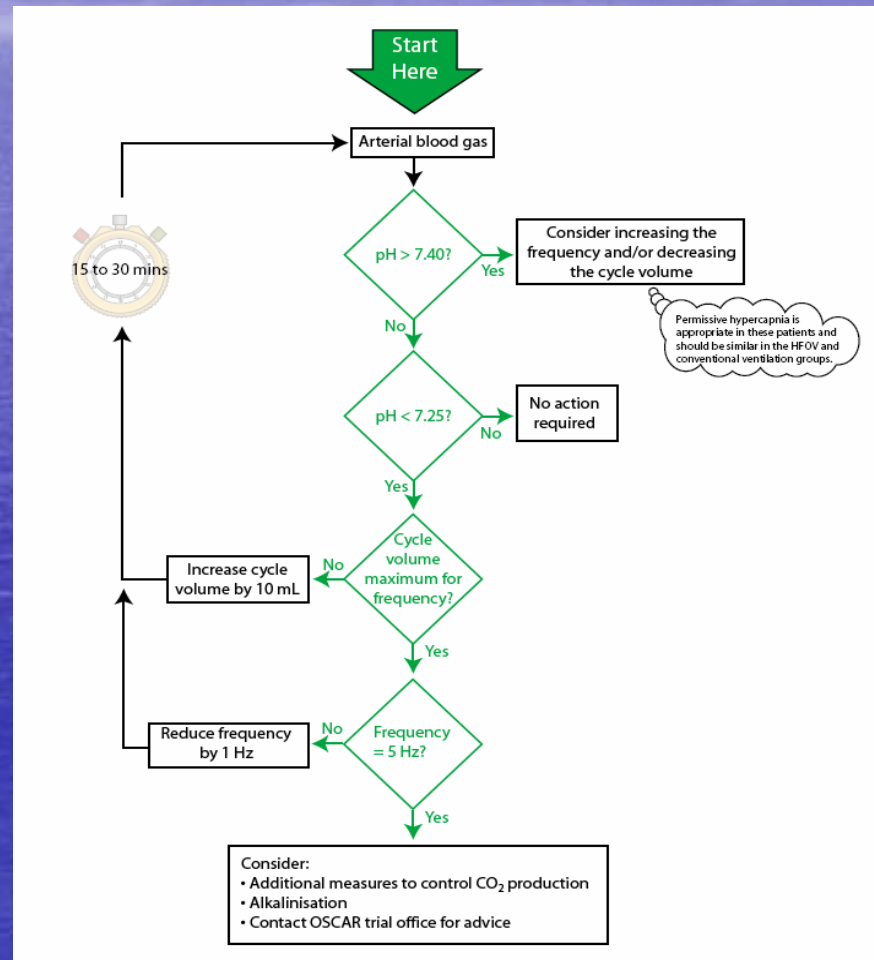 Start
Here
Arterial blood gas
pH > 7.40?
Yes
Consider increasing the
frequency and/or decreasing
the cycle volume
15 to 30 mins
Permissive hypercapnia is
appropriate in these patients and
should be similar in the HFOV and
conventional ventilation groups.
No
pH < 7.25?
No
No action
required
Yes
Cycle
volume
maximum for
frequency?
No
Increase cycle
volume by 10 mL
Yes
Frequency
= 5 Hz?
No
Reduce frequency
by 1 Hz
Yes
Consider:
• Additional measures to control CO₂ production
• Alkalinisation
• Contact OSCAR trial office for advice